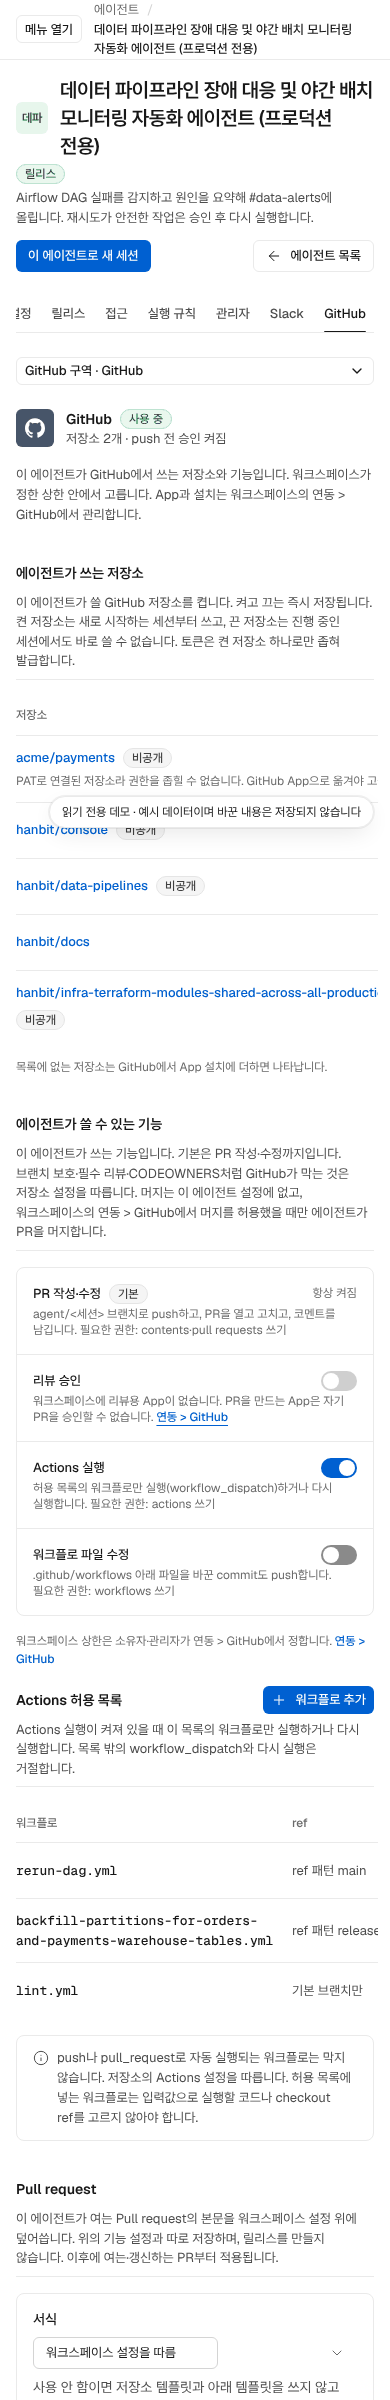 메뉴 열기
에이전트 /
데이터 파이프라인 장애 대응 및 야간 배치 모니터링
자동화 에이전트 (프로덕션 전용)
데파
데이터 파이프라인 장애 대응 및 야간 배치
모니터링 자동화 에이전트 (프로덕션
전용)
릴리스
Airflow DAG 실패를 감지하고 원인을 요약해 #data-alerts에
올립니다. 재시도가 안전한 작업은 승인 후 다시 실행합니다.
이 에이전트로 새 세션
에이전트 목록
릴리스
접근
실행 규칙
관리자
Slack
GitHub
GitHub 구역 · GitHub
GitHub
사용 중
저장소 2개 · push 전 승인 켜짐
이 에이전트가 GitHub에서 쓰는 저장소와 기능입니다. 워크스페이스가
정한 상한 안에서 고릅니다. App과 설치는 워크스페이스의 연동 >
GitHub에서 관리합니다.
에이전트가 쓰는 저장소
이 에이전트가 쓸 GitHub 저장소를 켭니다. 켜고 끄는 즉시 저장됩니다.
켠 저장소는 새로 시작하는 세션부터 쓰고, 끈 저장소는 진행 중인
세션에서도 바로 쓸 수 없습니다. 토큰은 켠 저장소 하나로만 좁혀
발급합니다.
저장소
acme/payments
비공개
PAT로 연결된 저장소라 권한을 좁힐 수 없습니다. GitHub App으로 옮겨야
읽기 전용 데모 · 예시 데이터이며 바꾼 내용은 저장되지 않습니다
hanbit/console
비공개
hanbit/data-pipelines
비공개
hanbit/docs
hanbit/infra-terraform-modules-shared-across-all-producti
비공개
목록에 없는 저장소는 GitHub에서 App 설치에 더하면 나타납니다.
에이전트가 쓸 수 있는 기능
이 에이전트가 쓰는 기능입니다. 기본은 PR 작성·수정까지입니다.
브랜치 보호·필수 리뷰·CODEOWNERS처럼 GitHub가 막는 것은
저장소 설정을 따릅니다. 머지는 이 에이전트 설정에 없고,
워크스페이스의 연동 > GitHub에서 머지를 허용했을 때만 에이전트가
PR을 머지합니다.
PR 작성·수정
기본
항상 켜짐
agent/<세션> 브랜치로 push하고, PR을 열고 고치고, 코멘트를
남깁니다. 필요한 권한: contents·pull requests 쓰기
리뷰 승인
워크스페이스에 리뷰용 App이 없습니다. PR을 만드는 App은 자기
PR을 승인할 수 없습니다. 연동 > GitHub
Actions 실행
허용 목록의 워크플로만 실행(workflow_dispatch)하거나 다시
실행합니다. 필요한 권한: actions 쓰기
워크플로 파일 수정
.github/workflows 아래 파일을 바꾼 commit도 push합니다.
필요한 권한: workflows 쓰기
워크스페이스 상한은 소유자·관리자가 연동 > GitHub에서 정합니다. 연동 >
GitHub
Actions 허용 목록
워크플로 추가
Actions 실행이 켜져 있을 때 이 목록의 워크플로만 실행하거나 다시
실행합니다. 목록 밖의 workflow_dispatch와 다시 실행은
거절합니다.
워크플로
ref
rerun-dag.yml
ref 패턴 main
backfill-partitions-for-orders-
and-payments-warehouse-tables.yml
ref 패턴 release
lint.yml
기본 브랜치만
push나 pull_request로 자동 실행되는 워크플로는 막지
않습니다. 저장소의 Actions 설정을 따릅니다. 허용 목록에
넣는 워크플로는 입력값으로 실행할 코드나 checkout
ref를 고르지 않아야 합니다.
Pull request
이 에이전트가 여는 Pull request의 본문을 워크스페이스 설정 위에
덮어씁니다. 위의 기능 설정과 따로 저장하며, 릴리스를 만들지
않습니다. 이후에 여는·갱신하는 PR부터 적용됩니다.
서식
워크스페이스 설정을 따름
사용 안 함이면 저장소 템플릿과 아래 템플릿을 쓰지 않고